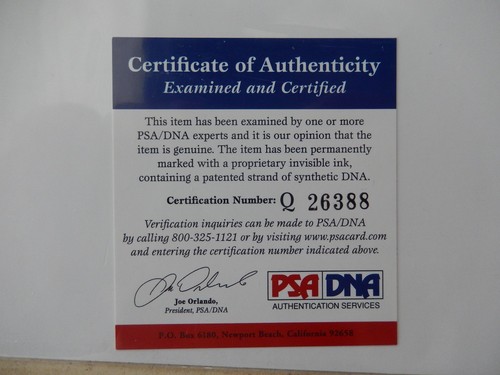 Certificate of Authenticity
Examined and Certified
This item has been examined by one or more
PSA/DNA experts and it is our opinion that the
item is genuine. The item has been permanently
marked with a proprietary invisible ink,
containing a patented strand of synthetic DNA.
Certification Number: Q 26388
Verification inquiries can be made to PSA/DNA
by calling 800-325-1121 or by visiting www.psacard.com
and entering the certification number indicated above.
Joe Orlando,
President, PSA/DNA
PSA DNA
AUTHENTICATION SERVICES
P.O. Box 6180, Newport Beach, California 92658